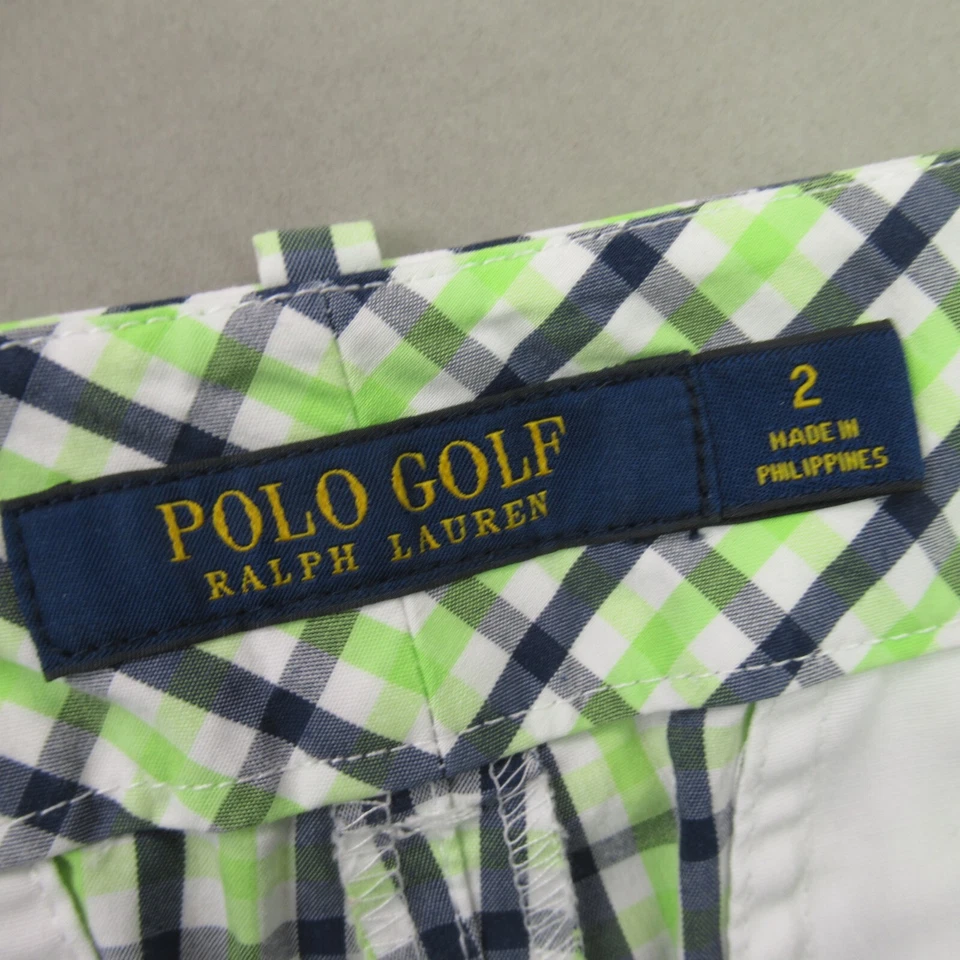 POLO GOLF
RALPH LAUREN
2
MADE IN
PHILIPPINES